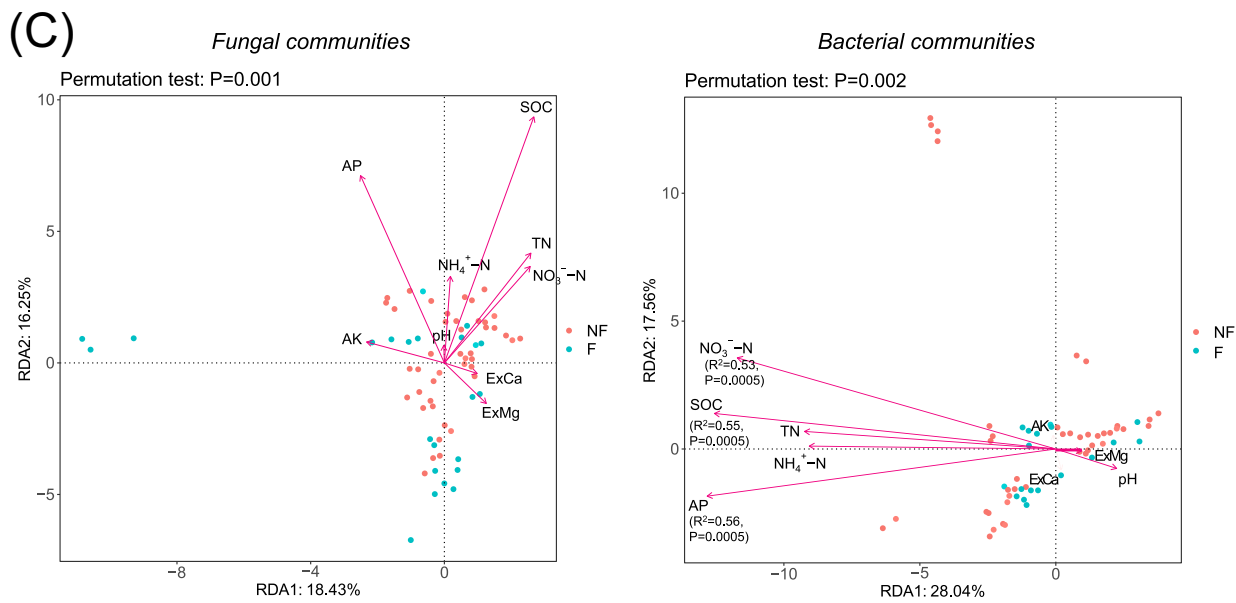 (C)
Fungal communities
Permutation test: P=0.001
10
5
0
−5
RDA2: 16.25%
−8
−4
0
RDA1: 18.43%
SOC
AP
TN
NH₄⁺−N
NO₃⁻−N
pH
AK
ExCa
ExMg
NF
F
Bacterial communities
Permutation test: P=0.002
10
5
0
RDA2: 17.56%
−10
−5
0
RDA1: 28.04%
NO₃⁻−N
(R²=0.53,
P=0.0005)
SOC
(R²=0.55,
P=0.0005)
TN
NH₄⁺−N
AP
(R²=0.56,
P=0.0005)
AK
ExMg
ExCa
pH
NF
F